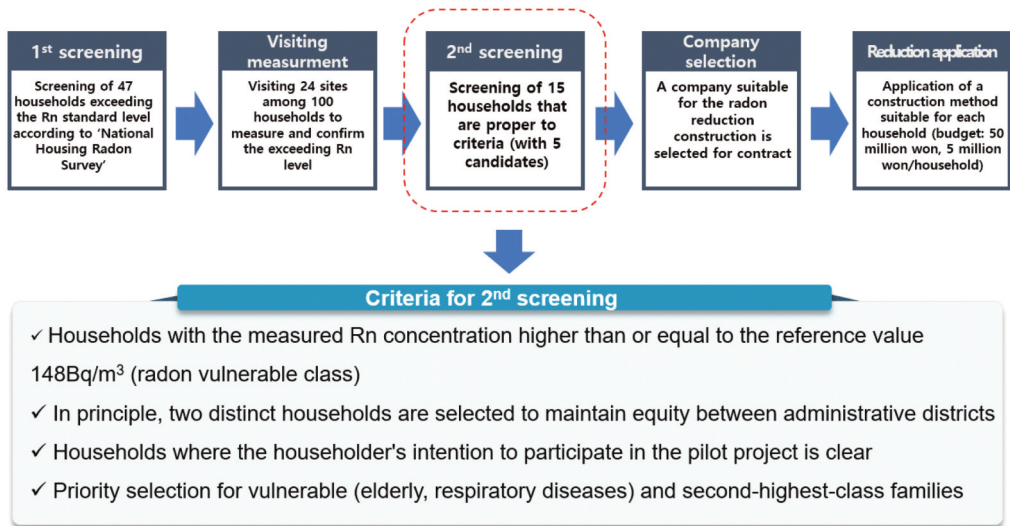 1st screening
Screening of 47
households exceeding
the Rn standard level
according to ‘National
Housing Radon
Survey’
Visiting
measurment
Visiting 24 sites
among 100
households to
measure and confirm
the exceeding Rn
level
2nd screening
Screening of 15
households that
are proper to
criteria (with 5
candidates)
Company
selection
A company suitable
for the radon
reduction
construction is
selected for contract
Reduction application
Application of a
construction method
suitable for each
household (budget: 50
million won, 5 million
won/household)
Criteria for 2nd screening
✓ Households with the measured Rn concentration higher than or equal to the reference value
148Bq/m³ (radon vulnerable class)
✓ In principle, two distinct households are selected to maintain equity between administrative districts
✓ Households where the householder's intention to participate in the pilot project is clear
✓ Priority selection for vulnerable (elderly, respiratory diseases) and second-highest-class families